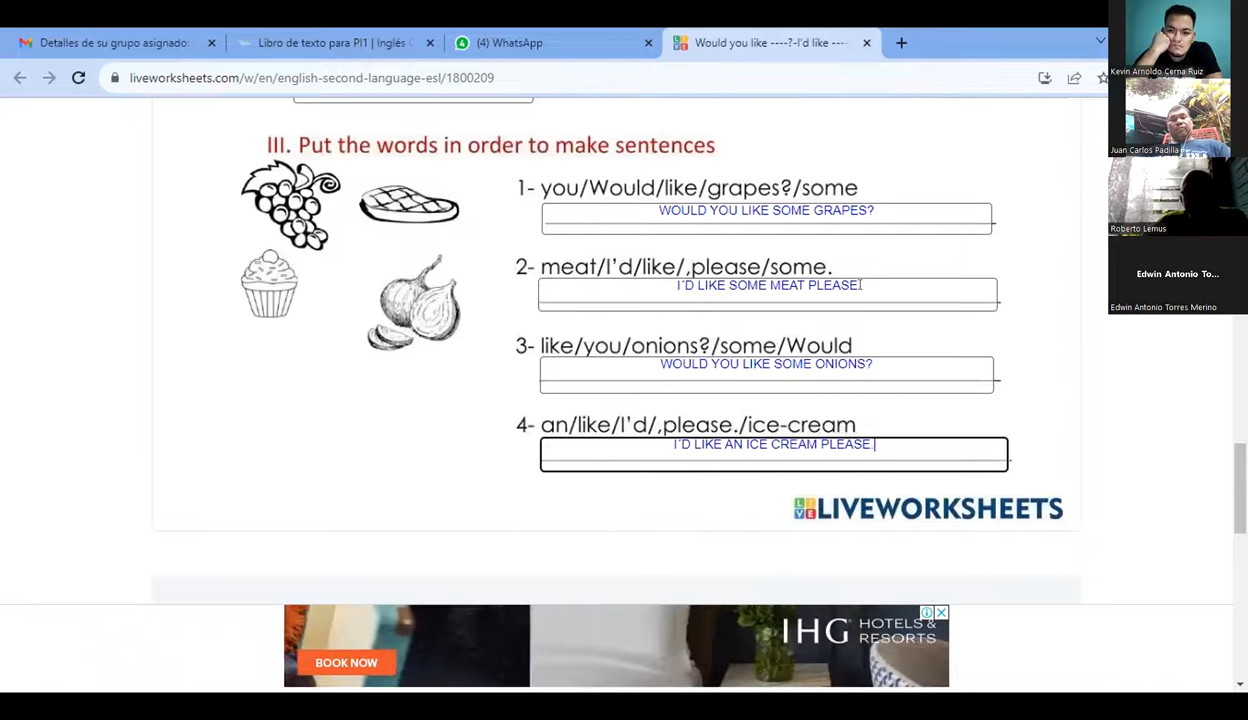 Detalles de su grupo asignado:
Libro de texto para PI1 | Inglés
4
(4) WhatsApp
Would you like ----?-I'd like ---
liveworksheets.com/w/en/english-second-language-esl/1800209
Kevin Arnoldo Cerna Ruiz
Juan Carlos Padilla
Roberto Lemus
Edwin Antonio To...
Edwin Antonio Torres Merino
III. Put the words in order to make sentences
1- you/Would/like/grapes?/some
WOULD YOU LIKE SOME GRAPES?
2- meat/I'd/like/,please/some.
I´D LIKE SOME MEAT PLEASE.
3- like/you/onions?/some/Would
WOULD YOU LIKE SOME ONIONS?
4- an/like/I'd/,please./ice-cream
I´D LIKE AN ICE CREAM PLEASE.
LIVE
LIVEWORKSHEETS
IHG HOTELS & RESORTS
BOOK NOW